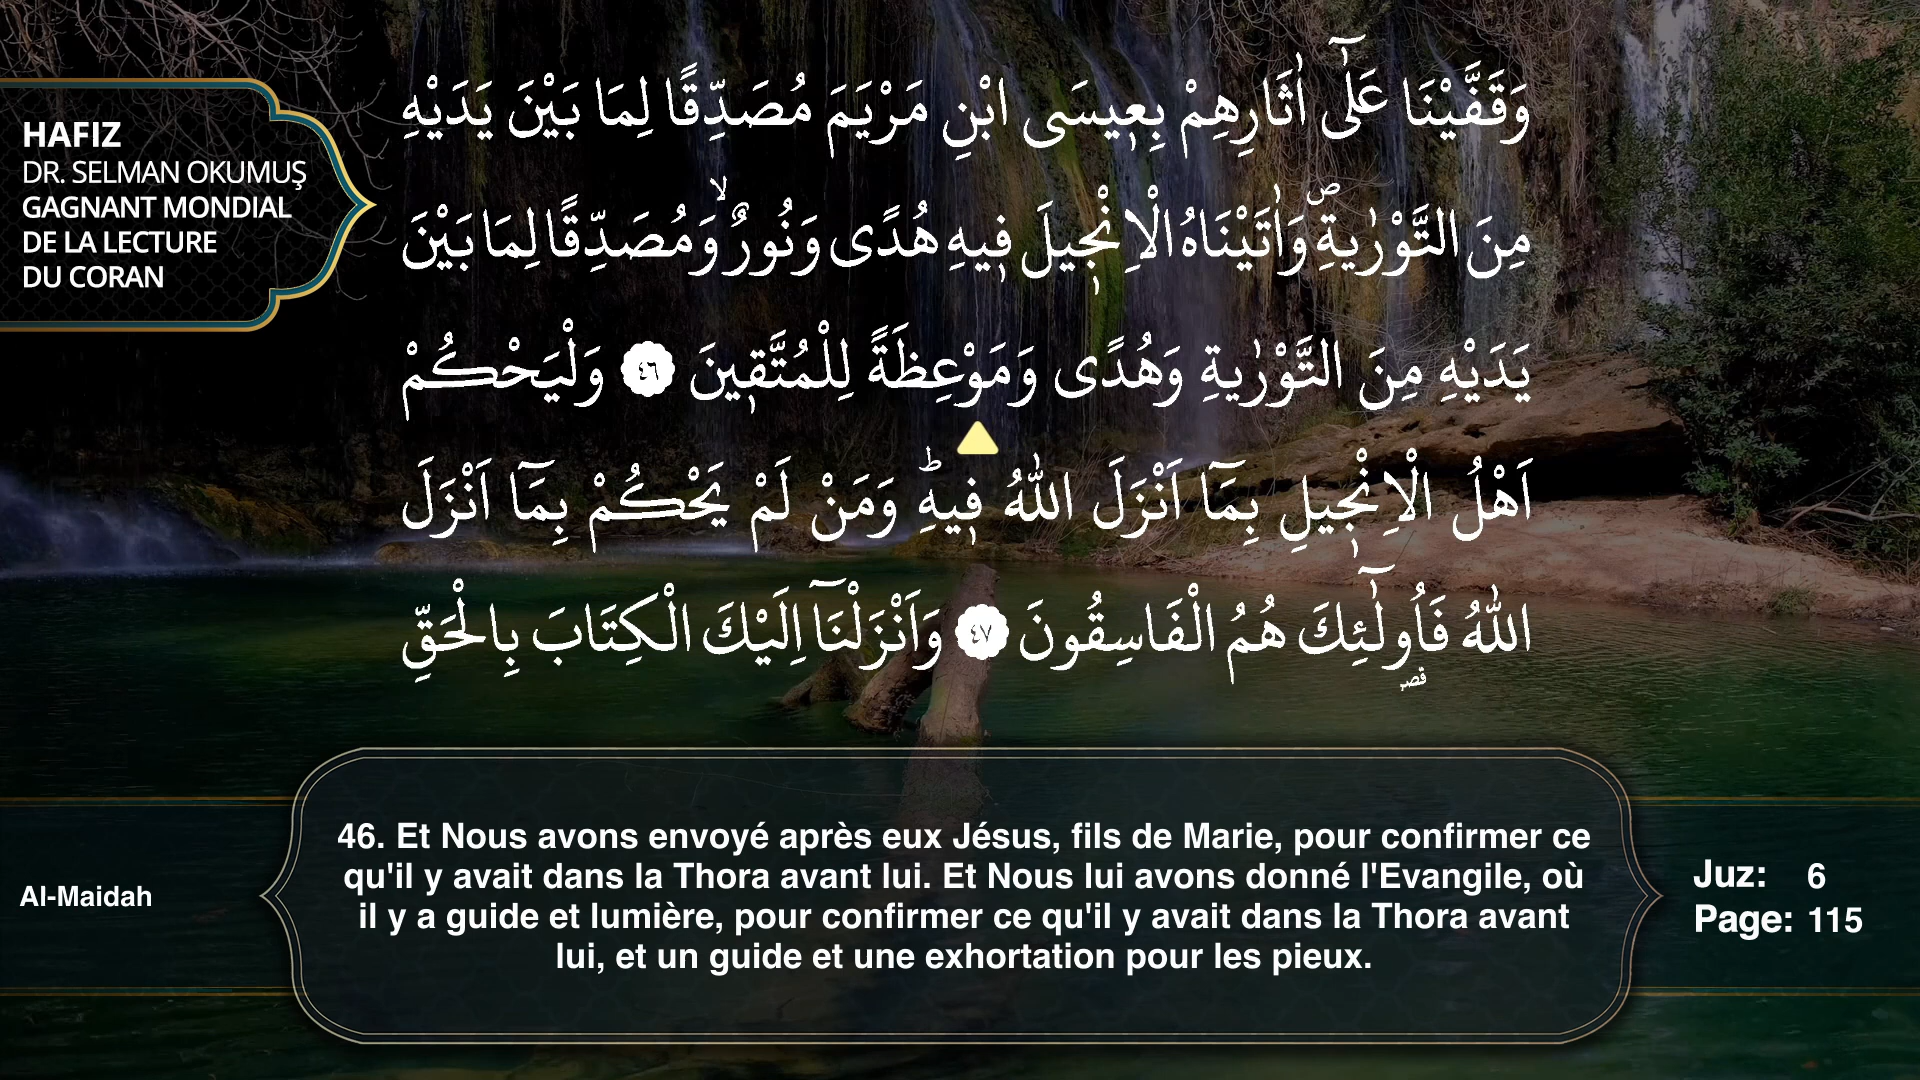 وَقَفَّيْنَا عَلٰٓى اٰثَارِهِمْ بِع۪يسَى ابْنِ مَرْيَمَ مُصَدِّقًا لِمَا بَيْنَ يَدَيْهِ
مِنَ التَّوْرٰيةِۖ وَاٰتَيْنَاهُ الْاِنْج۪يلَ ف۪يهِ هُدًى وَنُورٌۙ وَمُصَدِّقًا لِمَا بَيْنَ
يَدَيْهِ مِنَ التَّوْرٰيةِ وَهُدًى وَمَوْعِظَةً لِلْمُتَّق۪ينَ ٤٦ وَلْيَحْكُمْ
اَهْلُ الْاِنْج۪يلِ بِمَٓا اَنْزَلَ اللّٰهُ ف۪يهِۜ وَمَنْ لَمْ يَحْكُمْ بِمَٓا اَنْزَلَ
اللّٰهُ فَاُو۬لٰٓئِكَ هُمُ الْفَاسِقُونَ ٤٧ وَاَنْزَلْنَٓا اِلَيْكَ الْكِتَابَ بِالْحَقِّ
HAFIZ
DR. SELMAN OKUMUŞ
GAGNANT MONDIAL
DE LA LECTURE
DU CORAN
46. Et Nous avons envoyé après eux Jésus, fils de Marie, pour confirmer ce
qu'il y avait dans la Thora avant lui. Et Nous lui avons donné l'Evangile, où
il y a guide et lumière, pour confirmer ce qu'il y avait dans la Thora avant
lui, et un guide et une exhortation pour les pieux.
Al-Maidah
Juz: 6
Page: 115